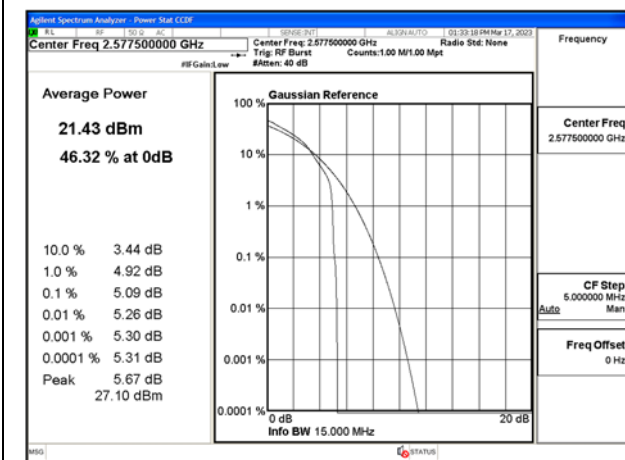 Agilent Spectrum Analyzer - Power Stat CCDF
RL RF 50 Ω AC SENSE:INT ALIGN AUTO 01:33:18 PM Mar 17, 2023
Center Freq 2.577500000 GHz
Center Freq: 2.577500000 GHz Radio Std: None
Trig: RF Burst Counts:1.00 M/1.00 Mpt
#IFGain:Low #Atten: 40 dB
Frequency
Average Power
21.43 dBm
46.32 % at 0dB
10.0 % 3.44 dB
1.0 % 4.92 dB
0.1 % 5.09 dB
0.01 % 5.26 dB
0.001 % 5.30 dB
0.0001 % 5.31 dB
Peak 5.67 dB
27.10 dBm
Gaussian Reference
100 %
10 %
1 %
0.1 %
0.01 %
0.001 %
0.0001 %
0 dB 20 dB
Info BW 15.000 MHz
Center Freq
2.577500000 GHz
CF Step
5.000000 MHz
Auto Man
Freq Offset
0 Hz
MSG STATUS